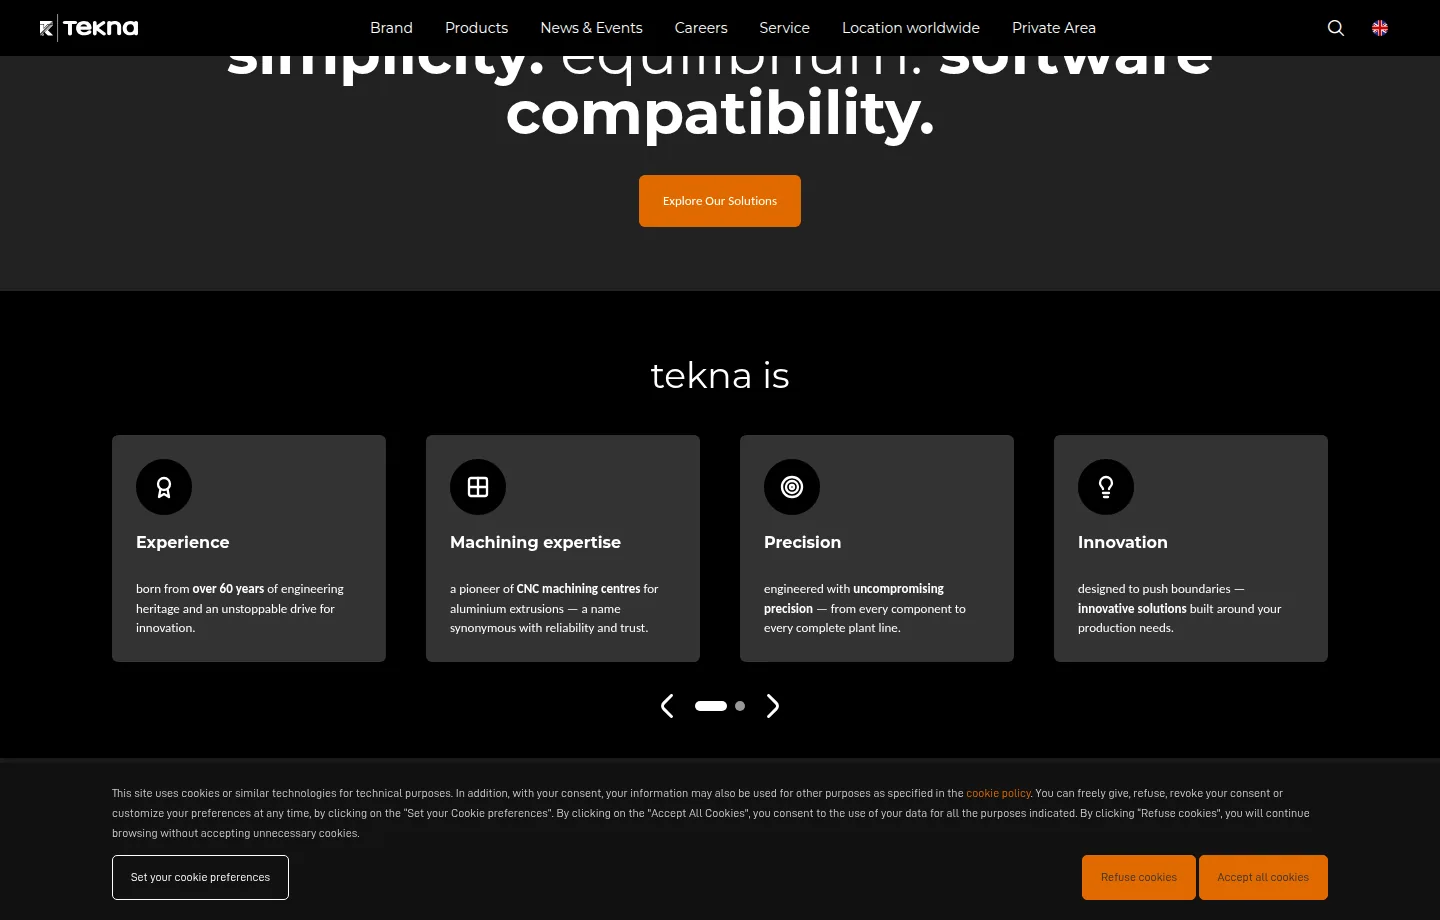 Tekna
Brand Products News & Events Careers Service Location worldwide Private Area
simplicity. equilibrium. software
compatibility.
Explore Our Solutions
tekna is
Experience
born from over 60 years of engineering
heritage and an unstoppable drive for
innovation.
Machining expertise
a pioneer of CNC machining centres for
aluminium extrusions — a name
synonymous with reliability and trust.
Precision
engineered with uncompromising
precision — from every component to
every complete plant line.
Innovation
designed to push boundaries —
innovative solutions built around your
production needs.
This site uses cookies or similar technologies for technical purposes. In addition, with your consent, your information may also be used for other purposes as specified in the cookie policy. You can freely give, refuse, revoke your consent or
customize your preferences at any time, by clicking on the "Set your Cookie preferences". By clicking on the "Accept All Cookies", you consent to the use of your data for all the purposes indicated. By clicking "Refuse cookies", you will continue
browsing without accepting unnecessary cookies.
Set your cookie preferences
Refuse cookies
Accept all cookies